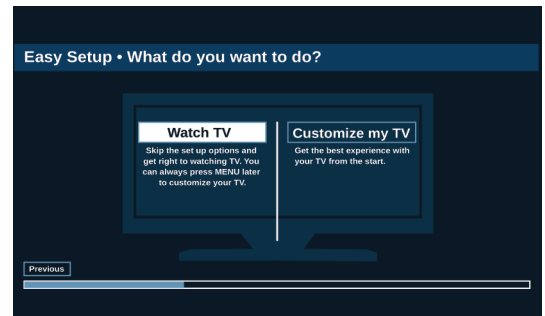 Easy Setup • What do you want to do?
Watch TV
Skip the set up options and
get right to watching TV. You
can always press MENU later
to customize your TV.
Customize my TV
Get the best experience with
your TV from the start.
Previous